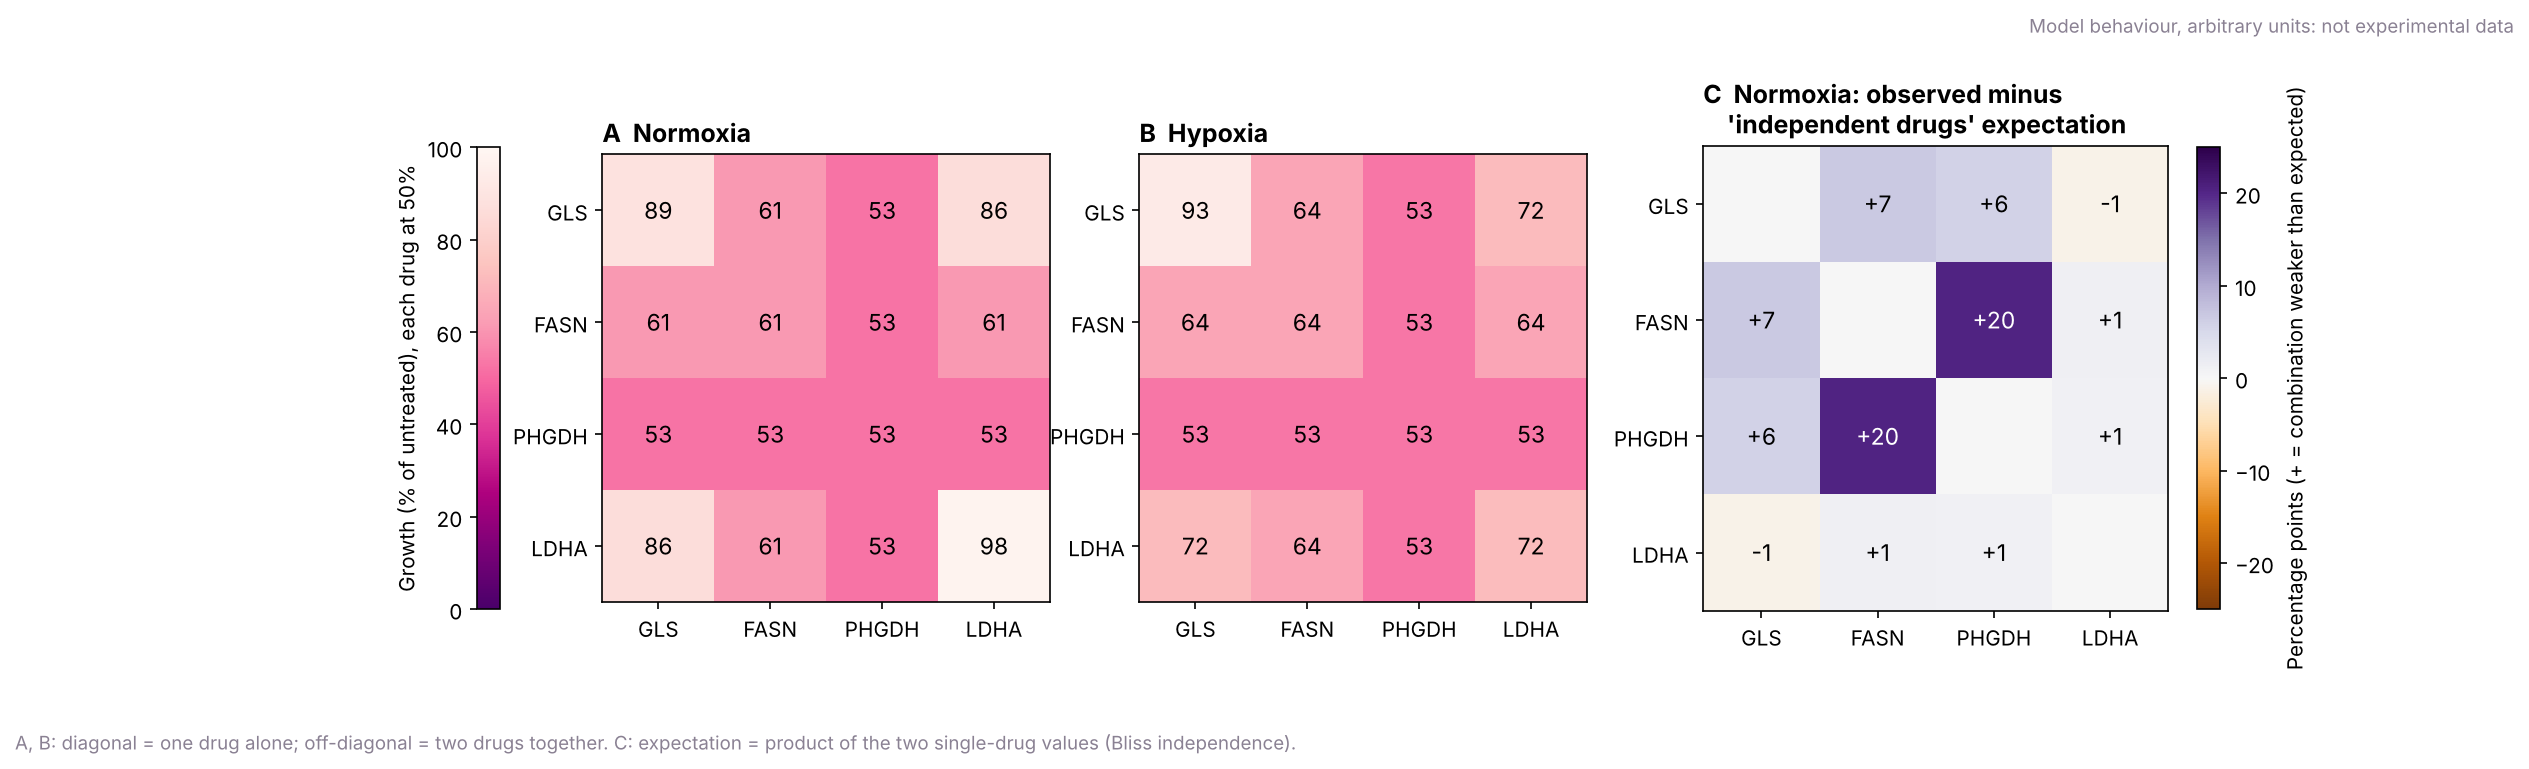 Model behaviour, arbitrary units: not experimental data
Growth (% of untreated), each drug at 50%
100
80
60
40
20
0
A Normoxia
GLS 89 61 53 86
FASN 61 61 53 61
PHGDH 53 53 53 53
LDHA 86 61 53 98
GLS FASN PHGDH LDHA
B Hypoxia
GLS 93 64 53 72
FASN 64 64 53 64
PHGDH 53 53 53 53
LDHA 72 64 53 72
GLS FASN PHGDH LDHA
C Normoxia: observed minus
'independent drugs' expectation
GLS +7 +6 -1
FASN +7 +20 +1
PHGDH +6 +20 +1
LDHA -1 +1 +1
GLS FASN PHGDH LDHA
20
10
0
−10
−20
Percentage points (+ = combination weaker than expected)
A, B: diagonal = one drug alone; off-diagonal = two drugs together. C: expectation = product of the two single-drug values (Bliss independence).